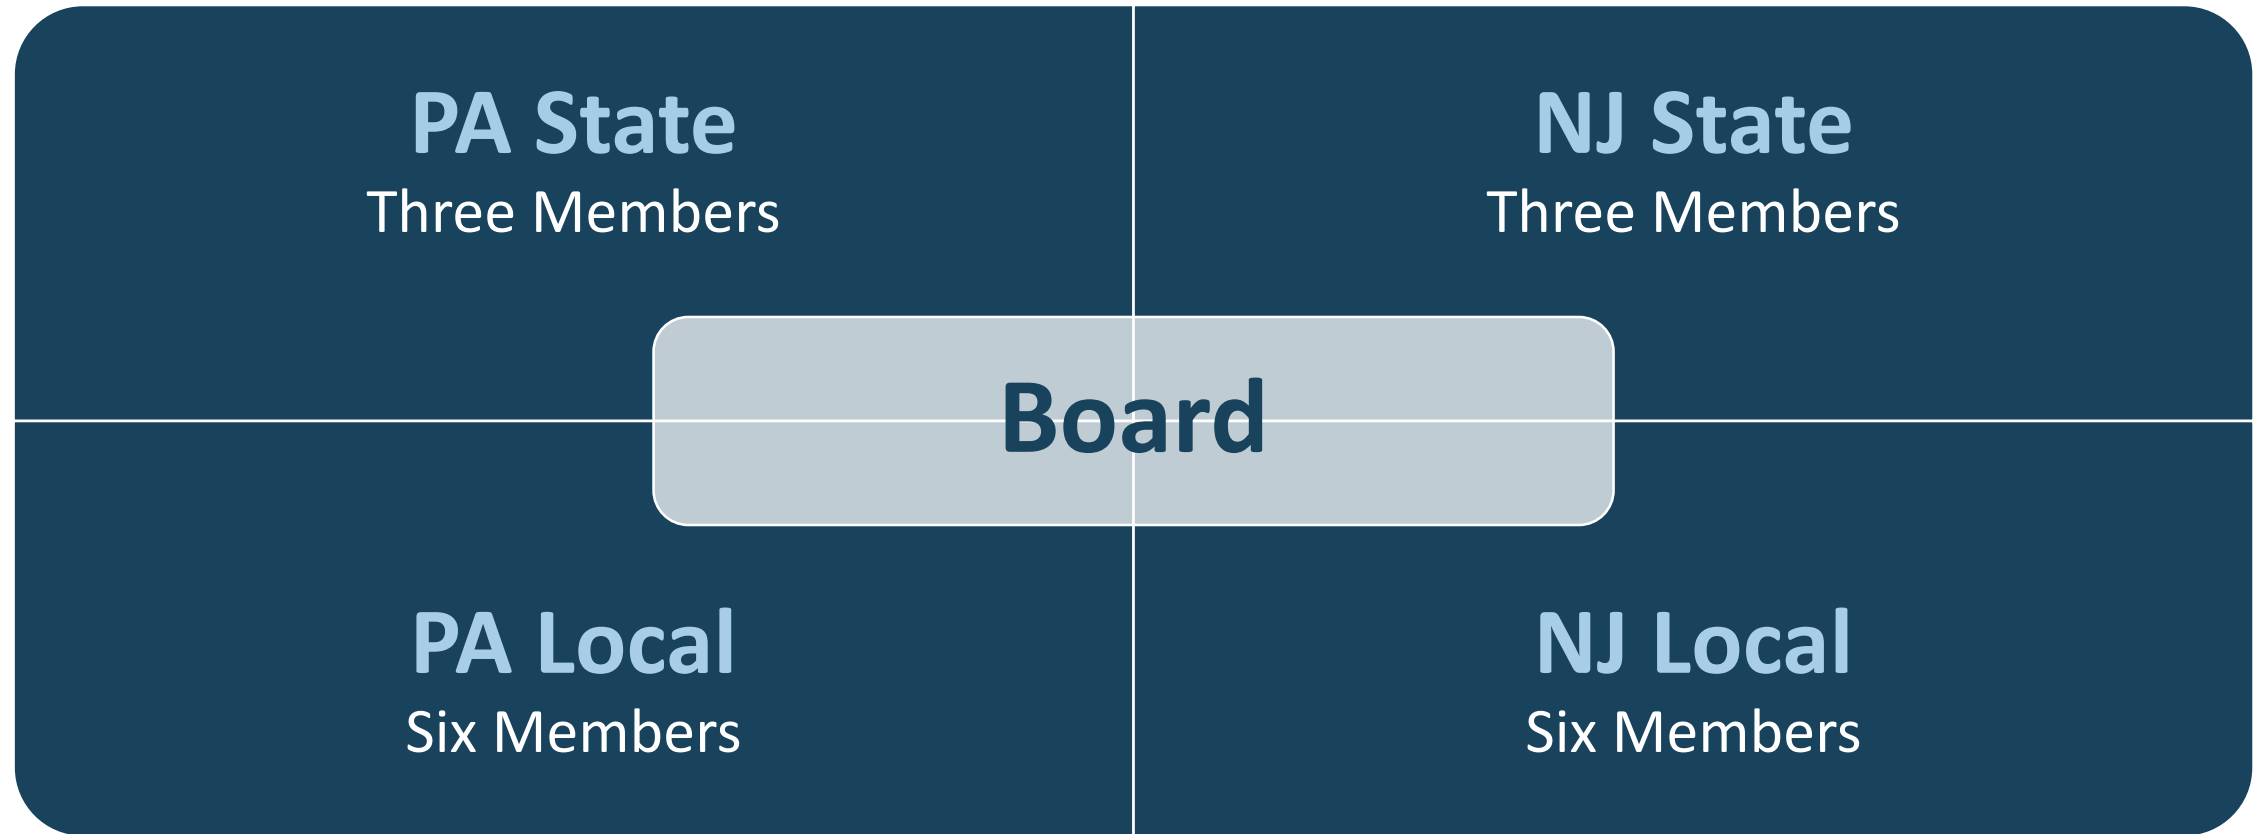 PA State
Three Members
NJ State
Three Members
Board
PA Local
Six Members
NJ Local
Six Members